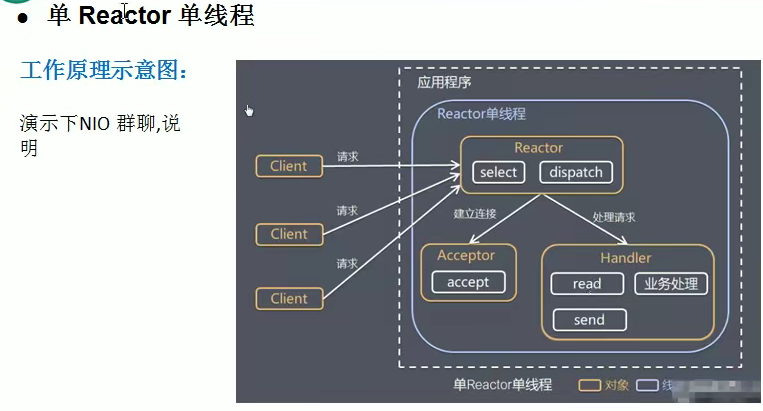 ● 单 Reactor 单线程
工作原理示意图：
演示下NIO 群聊,说
明
应用程序
Reactor单线程
Reactor
select
dispatch
Client
请求
Client
请求
Client
请求
建立连接
处理请求
Acceptor
accept
Handler
read
业务处理
send
单Reactor单线程
对象